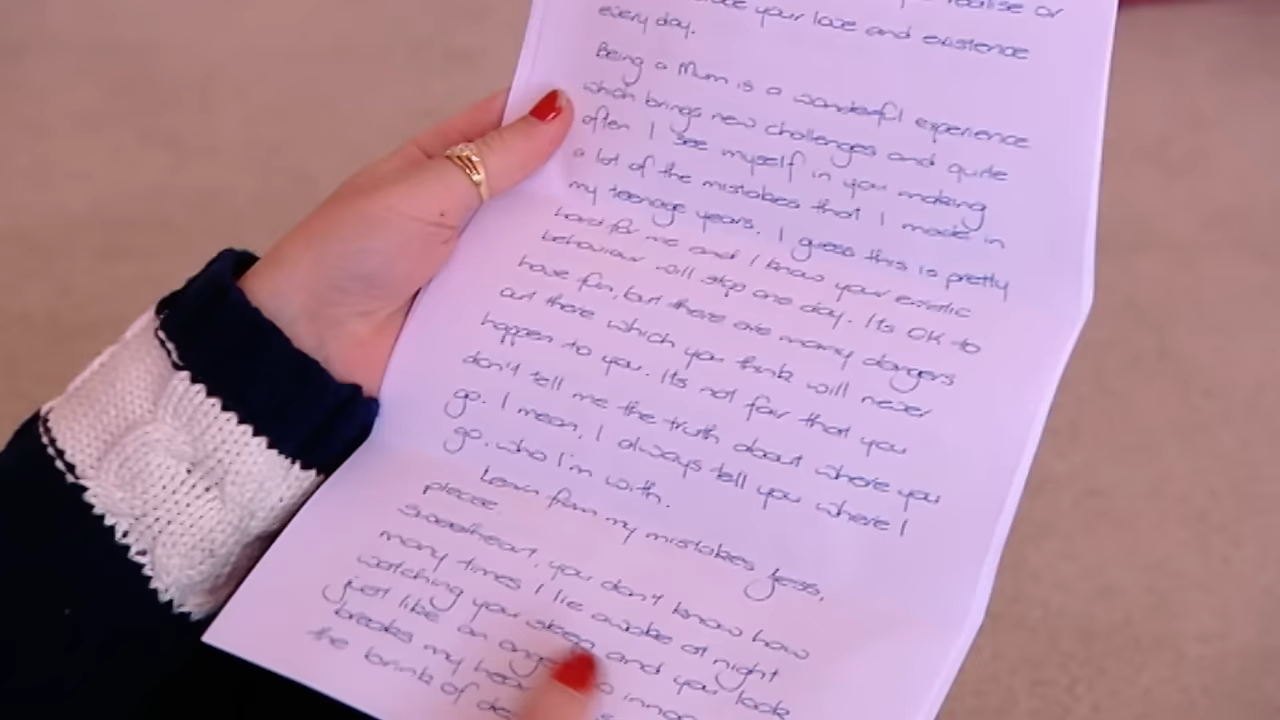 realise or
your love and existence
every day.
Being a Mum is a wonderful experience
which brings new challenges and quite
often I see myself in you making
a lot of the mistakes that I made in
my teenage years. I guess this is pretty
hard for me and I know your erratic
behaviour will stop one day. Its OK to
have fun, but there are many dangers
out there which you think will never
happen to you. Its not fair that you
don't tell me the truth about where you
go. I mean, I always tell you where I
go, who I'm with.
Learn from my mistakes Jess,
please
Sweetheart, you don't know how
many times I lie awake at night
watching you sleep and you look
just like an
breaks my
the brink of